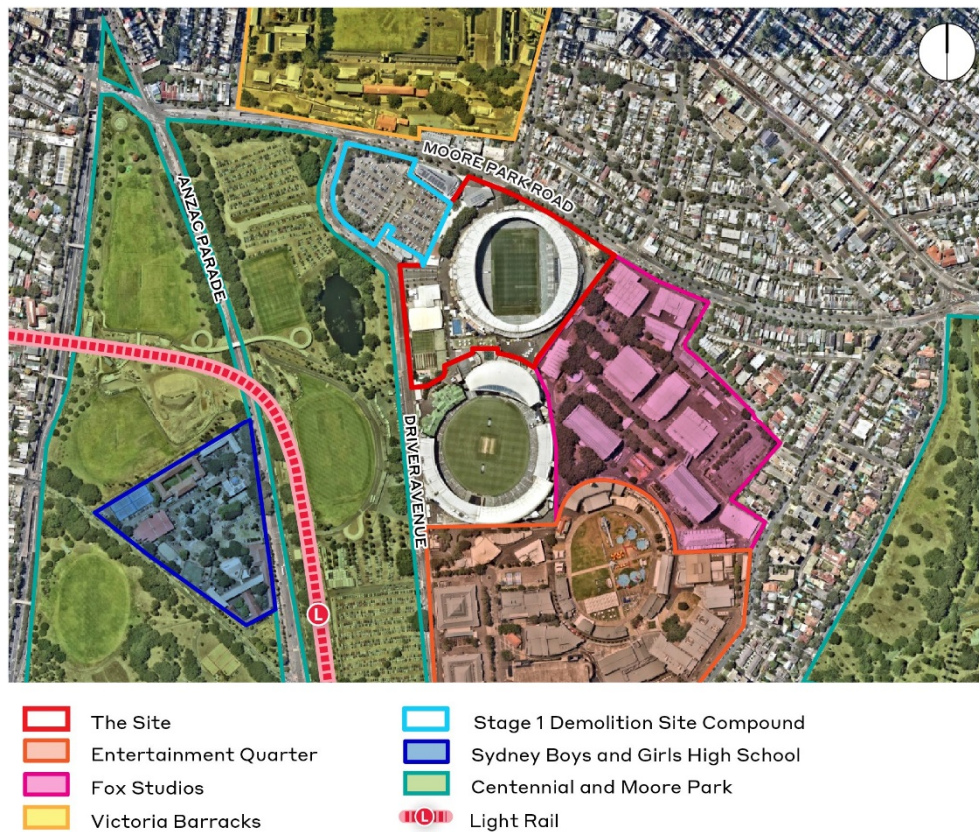 MOORE PARK ROAD
ANZAC PARADE
DRIVER AVENUE
L
The Site
Entertainment Quarter
Fox Studios
Victoria Barracks
Stage 1 Demolition Site Compound
Sydney Boys and Girls High School
Centennial and Moore Park
L
Light Rail